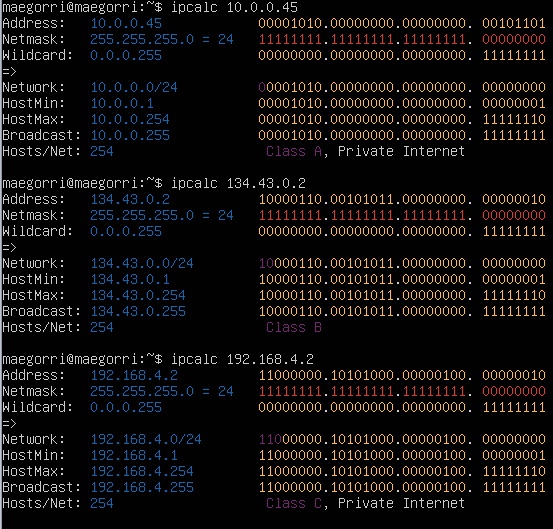 maegorri@maegorri:~$ ipcalc 10.0.0.45
Address:   10.0.0.45            00001010.00000000.00000000. 00101101
Netmask:   255.255.255.0 = 24   11111111.11111111.11111111. 00000000
Wildcard:  0.0.0.255            00000000.00000000.00000000. 11111111
=>
Network:   10.0.0.0/24          00001010.00000000.00000000. 00000000
HostMin:   10.0.0.1             00001010.00000000.00000000. 00000001
HostMax:   10.0.0.254           00001010.00000000.00000000. 11111110
Broadcast: 10.0.0.255           00001010.00000000.00000000. 11111111
Hosts/Net: 254                   Class A, Private Internet

maegorri@maegorri:~$ ipcalc 134.43.0.2
Address:   134.43.0.2           10000110.00101011.00000000. 00000010
Netmask:   255.255.255.0 = 24   11111111.11111111.11111111. 00000000
Wildcard:  0.0.0.255            00000000.00000000.00000000. 11111111
=>
Network:   134.43.0.0/24        10000110.00101011.00000000. 00000000
HostMin:   134.43.0.1           10000110.00101011.00000000. 00000001
HostMax:   134.43.0.254         10000110.00101011.00000000. 11111110
Broadcast: 134.43.0.255         10000110.00101011.00000000. 11111111
Hosts/Net: 254                   Class B

maegorri@maegorri:~$ ipcalc 192.168.4.2
Address:   192.168.4.2          11000000.10101000.00000100. 00000010
Netmask:   255.255.255.0 = 24   11111111.11111111.11111111. 00000000
Wildcard:  0.0.0.255            00000000.00000000.00000000. 11111111
=>
Network:   192.168.4.0/24       11000000.10101000.00000100. 00000000
HostMin:   192.168.4.1          11000000.10101000.00000100. 00000001
HostMax:   192.168.4.254        11000000.10101000.00000100. 11111110
Broadcast: 192.168.4.255        11000000.10101000.00000100. 11111111
Hosts/Net: 254                   Class C, Private Internet